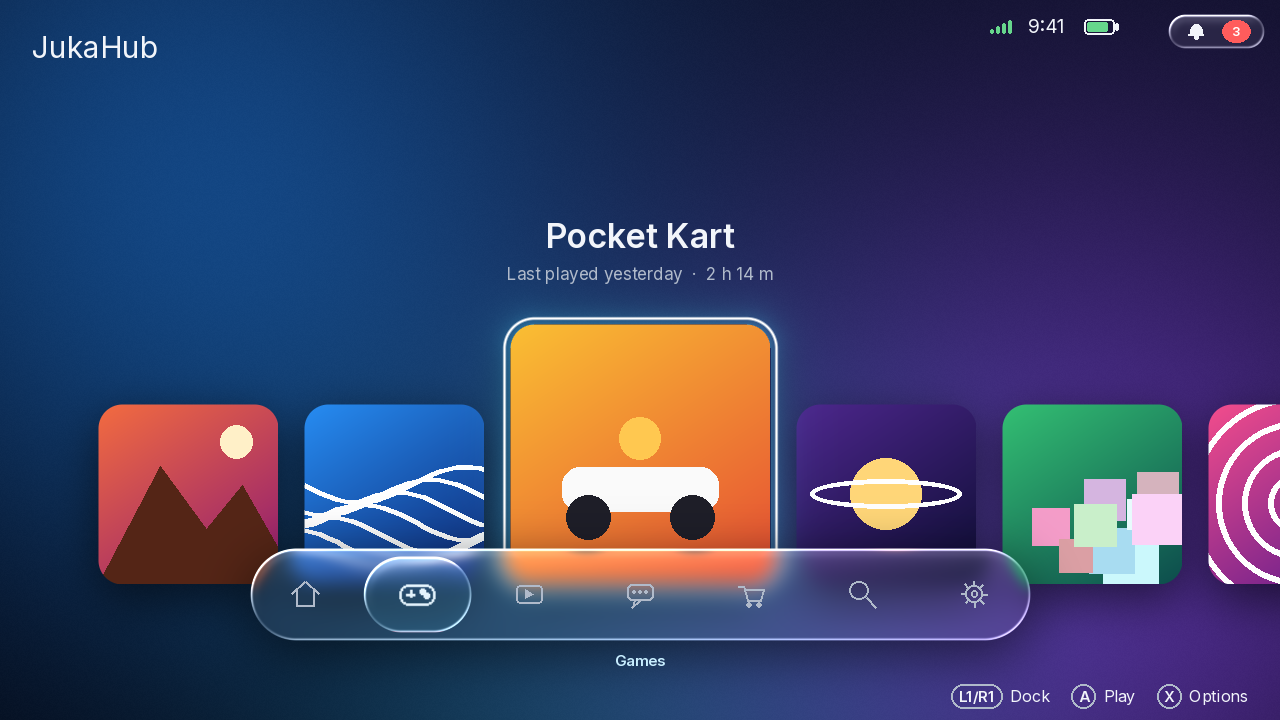 JukaHub
9:41
3
Pocket Kart
Last played yesterday · 2 h 14 m
Games
L1/R1 Dock A Play X Options